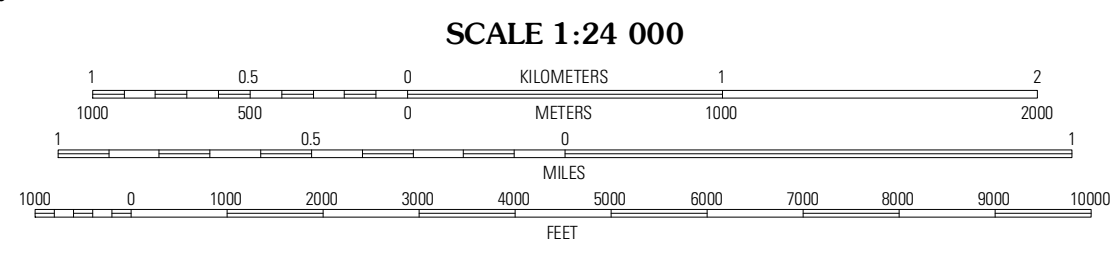 SCALE 1:24 000
1 0.5 0 KILOMETERS 1 2
1000 500 0 METERS 1000 2000
1 0.5 0 1
MILES
1000 0 1000 2000 3000 4000 5000 6000 7000 8000 9000 10000
FEET